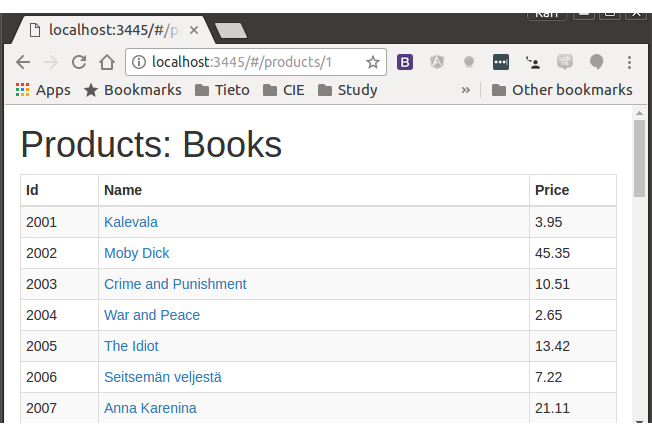 Kari
localhost:3445/#/p
localhost:3445/#/products/1
Apps Bookmarks Tieto CIE Study » Other bookmarks
Products: Books
Id Name Price
2001 Kalevala 3.95
2002 Moby Dick 45.35
2003 Crime and Punishment 10.51
2004 War and Peace 2.65
2005 The Idiot 13.42
2006 Seitsemän veljestä 7.22
2007 Anna Karenina 21.11